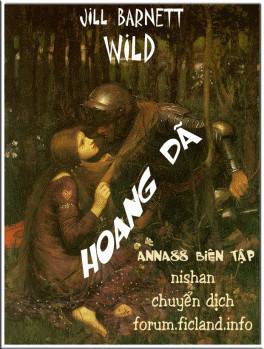 JiLL BARNETT
WiLD
HOANG DÃ
ANNA88 BiÊN TẬP
nishan
chuyển dịch
forum.ficland.info